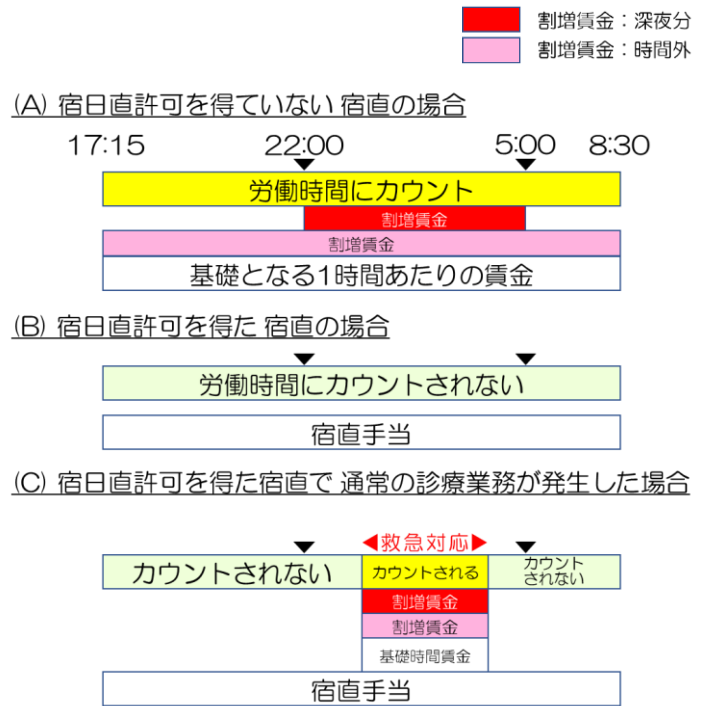 割増賃金：深夜分
割増賃金：時間外
(A) 宿日直許可を得ていない 宿直の場合
17:15 22:00 5:00 8:30
労働時間にカウント
割増賃金
割増賃金
基礎となる1時間あたりの賃金
(B) 宿日直許可を得た 宿直の場合
労働時間にカウントされない
宿直手当
(C) 宿日直許可を得た宿直で 通常の診療業務が発生した場合
救急対応
カウントされない カウントされる カウント
されない
割増賃金
割増賃金
基礎時間賃金
宿直手当